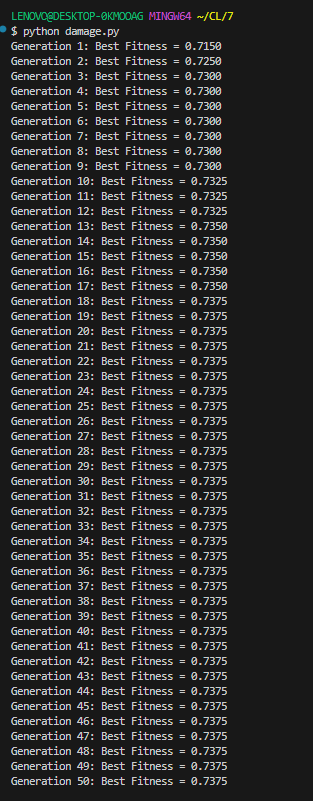 LENOVO@DESKTOP-0KMOOAG MINGW64 ~/CL/7
$ python damage.py
Generation 1: Best Fitness = 0.7150
Generation 2: Best Fitness = 0.7250
Generation 3: Best Fitness = 0.7300
Generation 4: Best Fitness = 0.7300
Generation 5: Best Fitness = 0.7300
Generation 6: Best Fitness = 0.7300
Generation 7: Best Fitness = 0.7300
Generation 8: Best Fitness = 0.7300
Generation 9: Best Fitness = 0.7300
Generation 10: Best Fitness = 0.7325
Generation 11: Best Fitness = 0.7325
Generation 12: Best Fitness = 0.7325
Generation 13: Best Fitness = 0.7350
Generation 14: Best Fitness = 0.7350
Generation 15: Best Fitness = 0.7350
Generation 16: Best Fitness = 0.7350
Generation 17: Best Fitness = 0.7350
Generation 18: Best Fitness = 0.7375
Generation 19: Best Fitness = 0.7375
Generation 20: Best Fitness = 0.7375
Generation 21: Best Fitness = 0.7375
Generation 22: Best Fitness = 0.7375
Generation 23: Best Fitness = 0.7375
Generation 24: Best Fitness = 0.7375
Generation 25: Best Fitness = 0.7375
Generation 26: Best Fitness = 0.7375
Generation 27: Best Fitness = 0.7375
Generation 28: Best Fitness = 0.7375
Generation 29: Best Fitness = 0.7375
Generation 30: Best Fitness = 0.7375
Generation 31: Best Fitness = 0.7375
Generation 32: Best Fitness = 0.7375
Generation 33: Best Fitness = 0.7375
Generation 34: Best Fitness = 0.7375
Generation 35: Best Fitness = 0.7375
Generation 36: Best Fitness = 0.7375
Generation 37: Best Fitness = 0.7375
Generation 38: Best Fitness = 0.7375
Generation 39: Best Fitness = 0.7375
Generation 40: Best Fitness = 0.7375
Generation 41: Best Fitness = 0.7375
Generation 42: Best Fitness = 0.7375
Generation 43: Best Fitness = 0.7375
Generation 44: Best Fitness = 0.7375
Generation 45: Best Fitness = 0.7375
Generation 46: Best Fitness = 0.7375
Generation 47: Best Fitness = 0.7375
Generation 48: Best Fitness = 0.7375
Generation 49: Best Fitness = 0.7375
Generation 50: Best Fitness = 0.7375